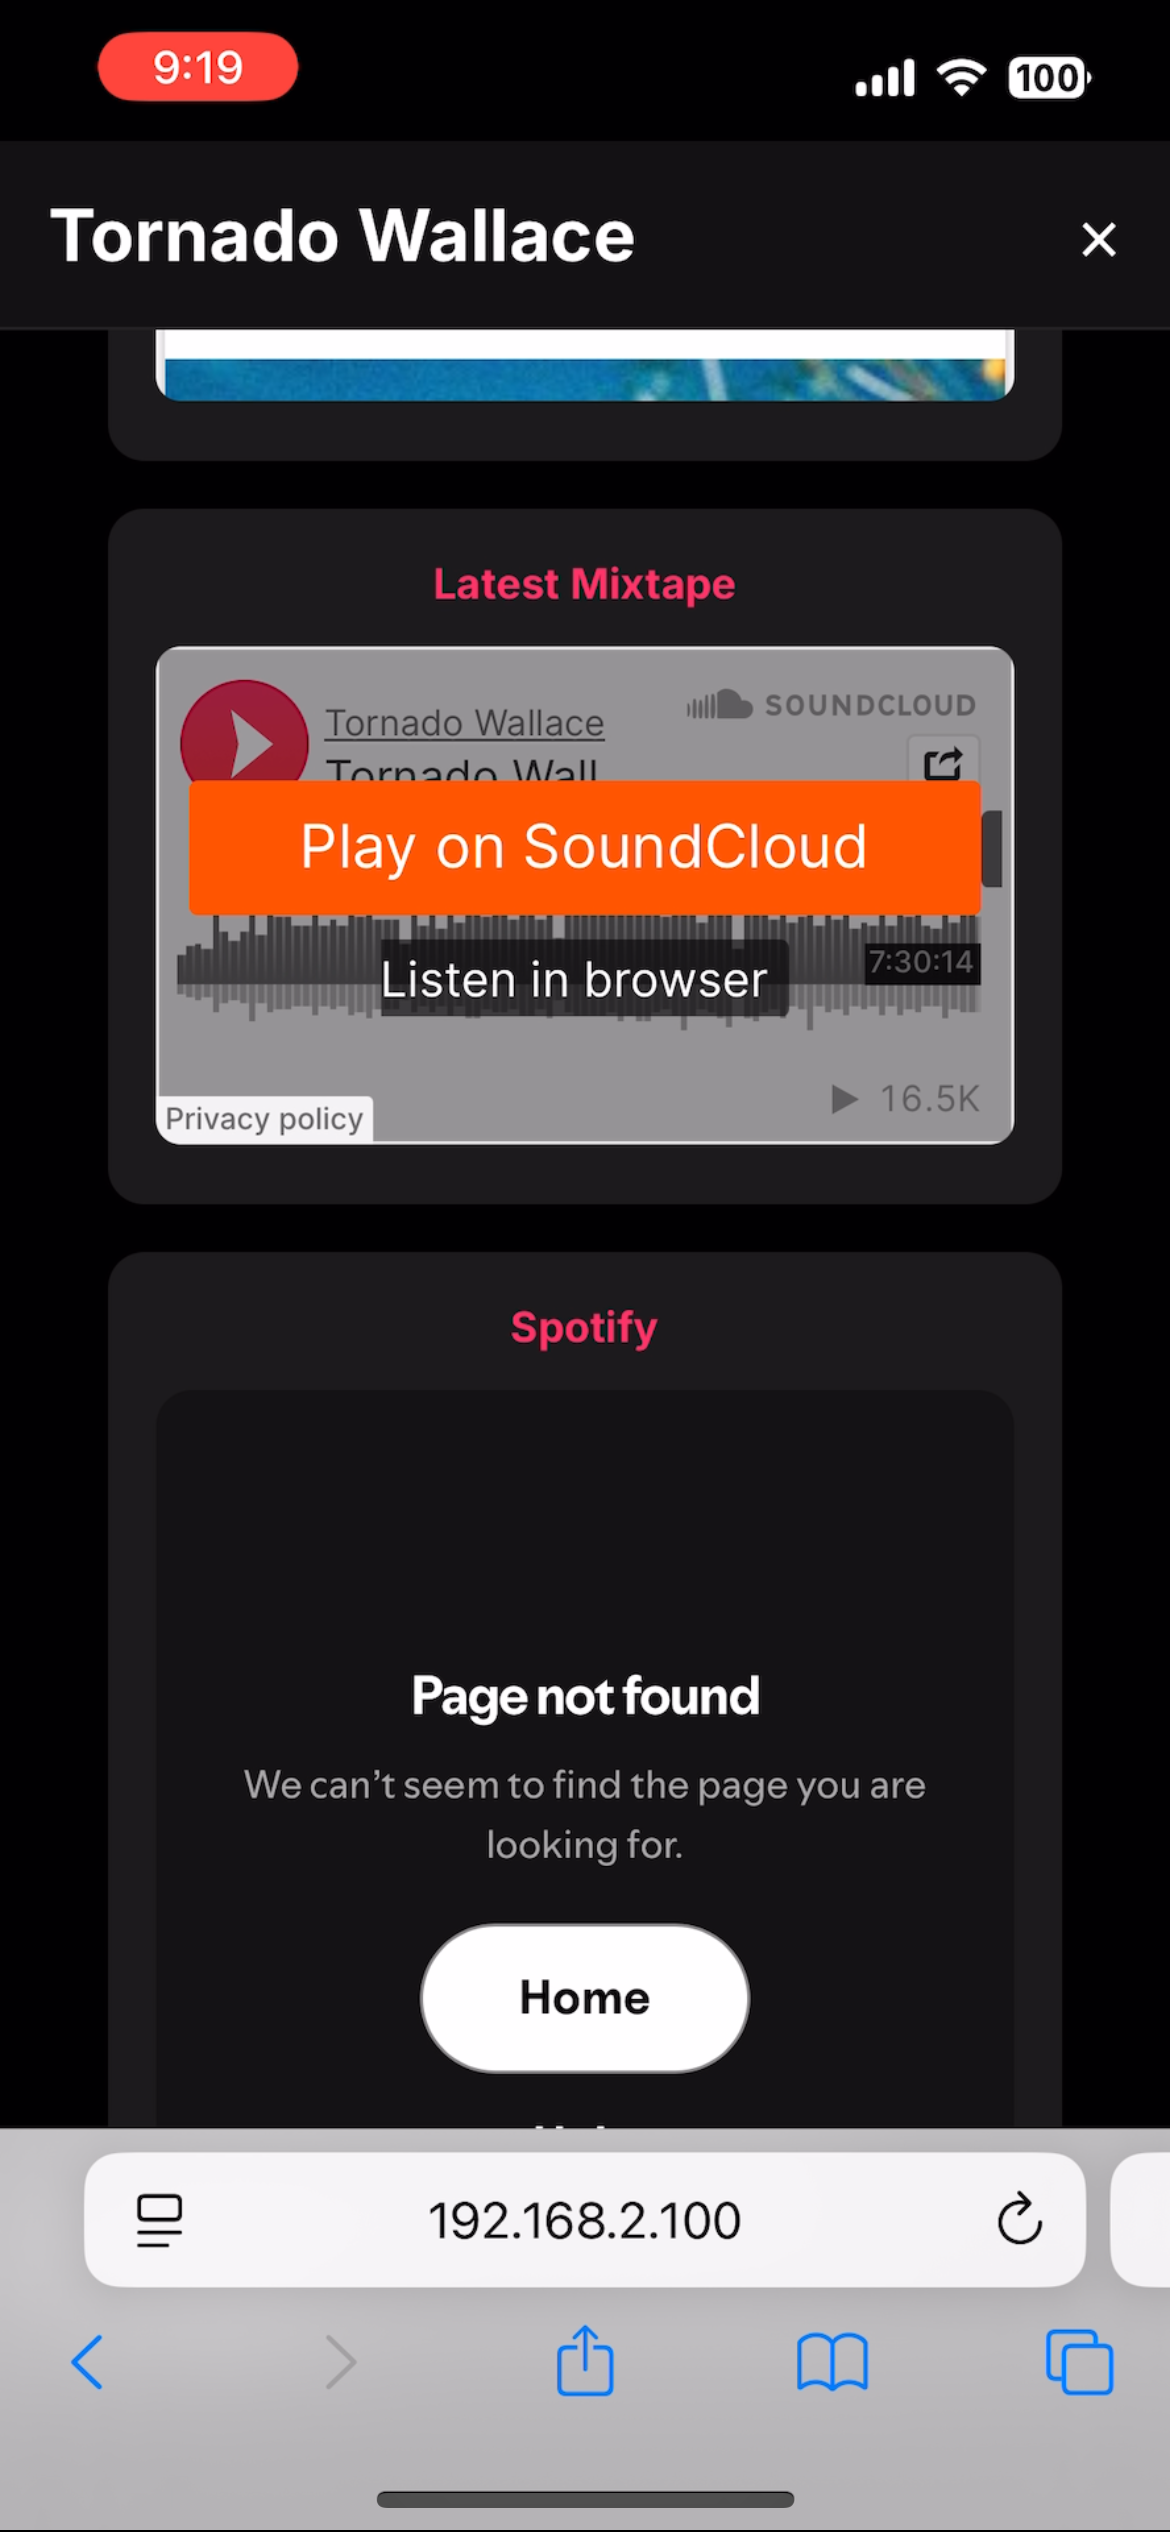 9:19
100
Tornado Wallace
Latest Mixtape
Tornado Wallace
SOUNDCLOUD
Tornado Wall
Play on SoundCloud
Listen in browser
7:30:14
16.5K
Privacy policy
Spotify
Page not found
We can’t seem to find the page you are
looking for.
Home
192.168.2.100